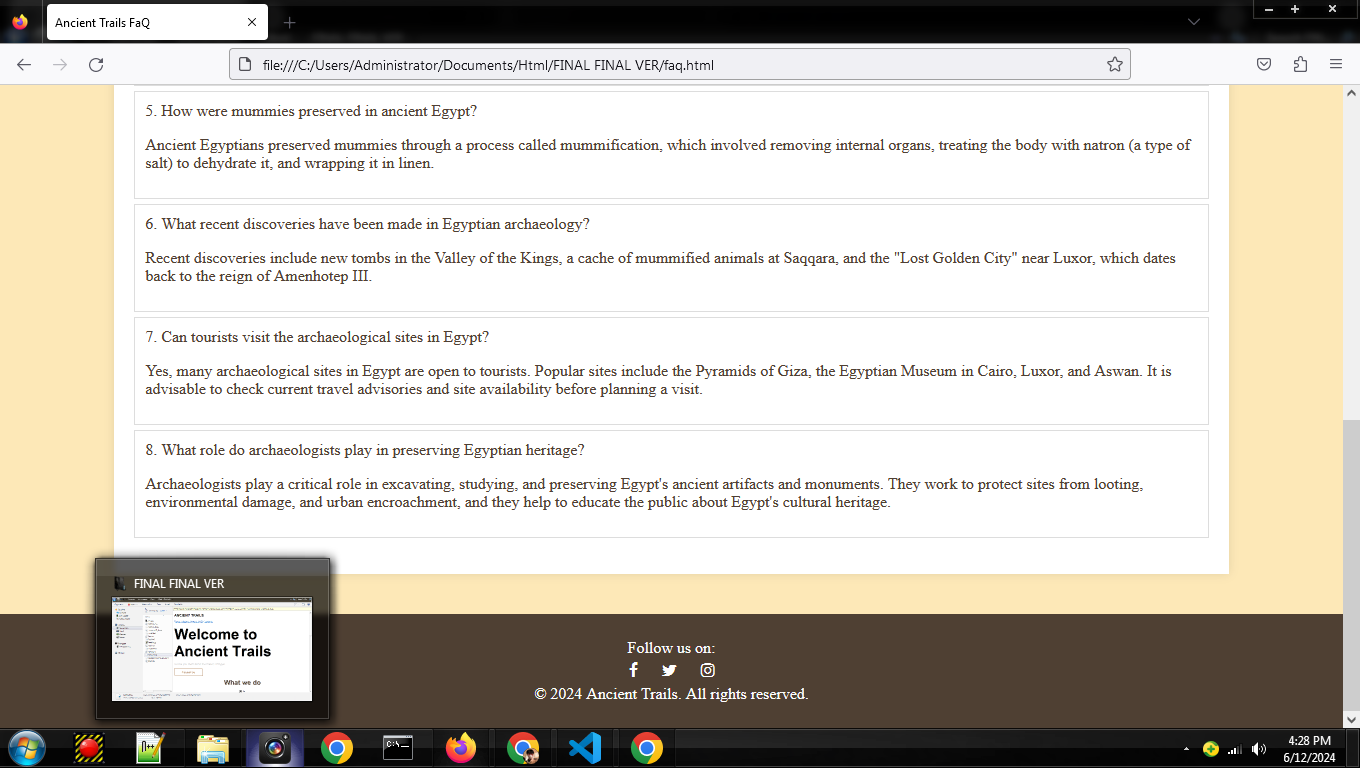 Ancient Trails FaQ
file:///C:/Users/Administrator/Documents/Html/FINAL FINAL VER/faq.html
5. How were mummies preserved in ancient Egypt?
Ancient Egyptians preserved mummies through a process called mummification, which involved removing internal organs, treating the body with natron (a type of
salt) to dehydrate it, and wrapping it in linen.
6. What recent discoveries have been made in Egyptian archaeology?
Recent discoveries include new tombs in the Valley of the Kings, a cache of mummified animals at Saqqara, and the "Lost Golden City" near Luxor, which dates
back to the reign of Amenhotep III.
7. Can tourists visit the archaeological sites in Egypt?
Yes, many archaeological sites in Egypt are open to tourists. Popular sites include the Pyramids of Giza, the Egyptian Museum in Cairo, Luxor, and Aswan. It is
advisable to check current travel advisories and site availability before planning a visit.
8. What role do archaeologists play in preserving Egyptian heritage?
Archaeologists play a critical role in excavating, studying, and preserving Egypt's ancient artifacts and monuments. They work to protect sites from looting,
environmental damage, and urban encroachment, and they help to educate the public about Egypt's cultural heritage.
FINAL FINAL VER
ANCIENT TRAILS
Welcome to
Ancient Trails
What we do
Follow us on:
© 2024 Ancient Trails. All rights reserved.
N++
C:\.
4:28 PM
6/12/2024